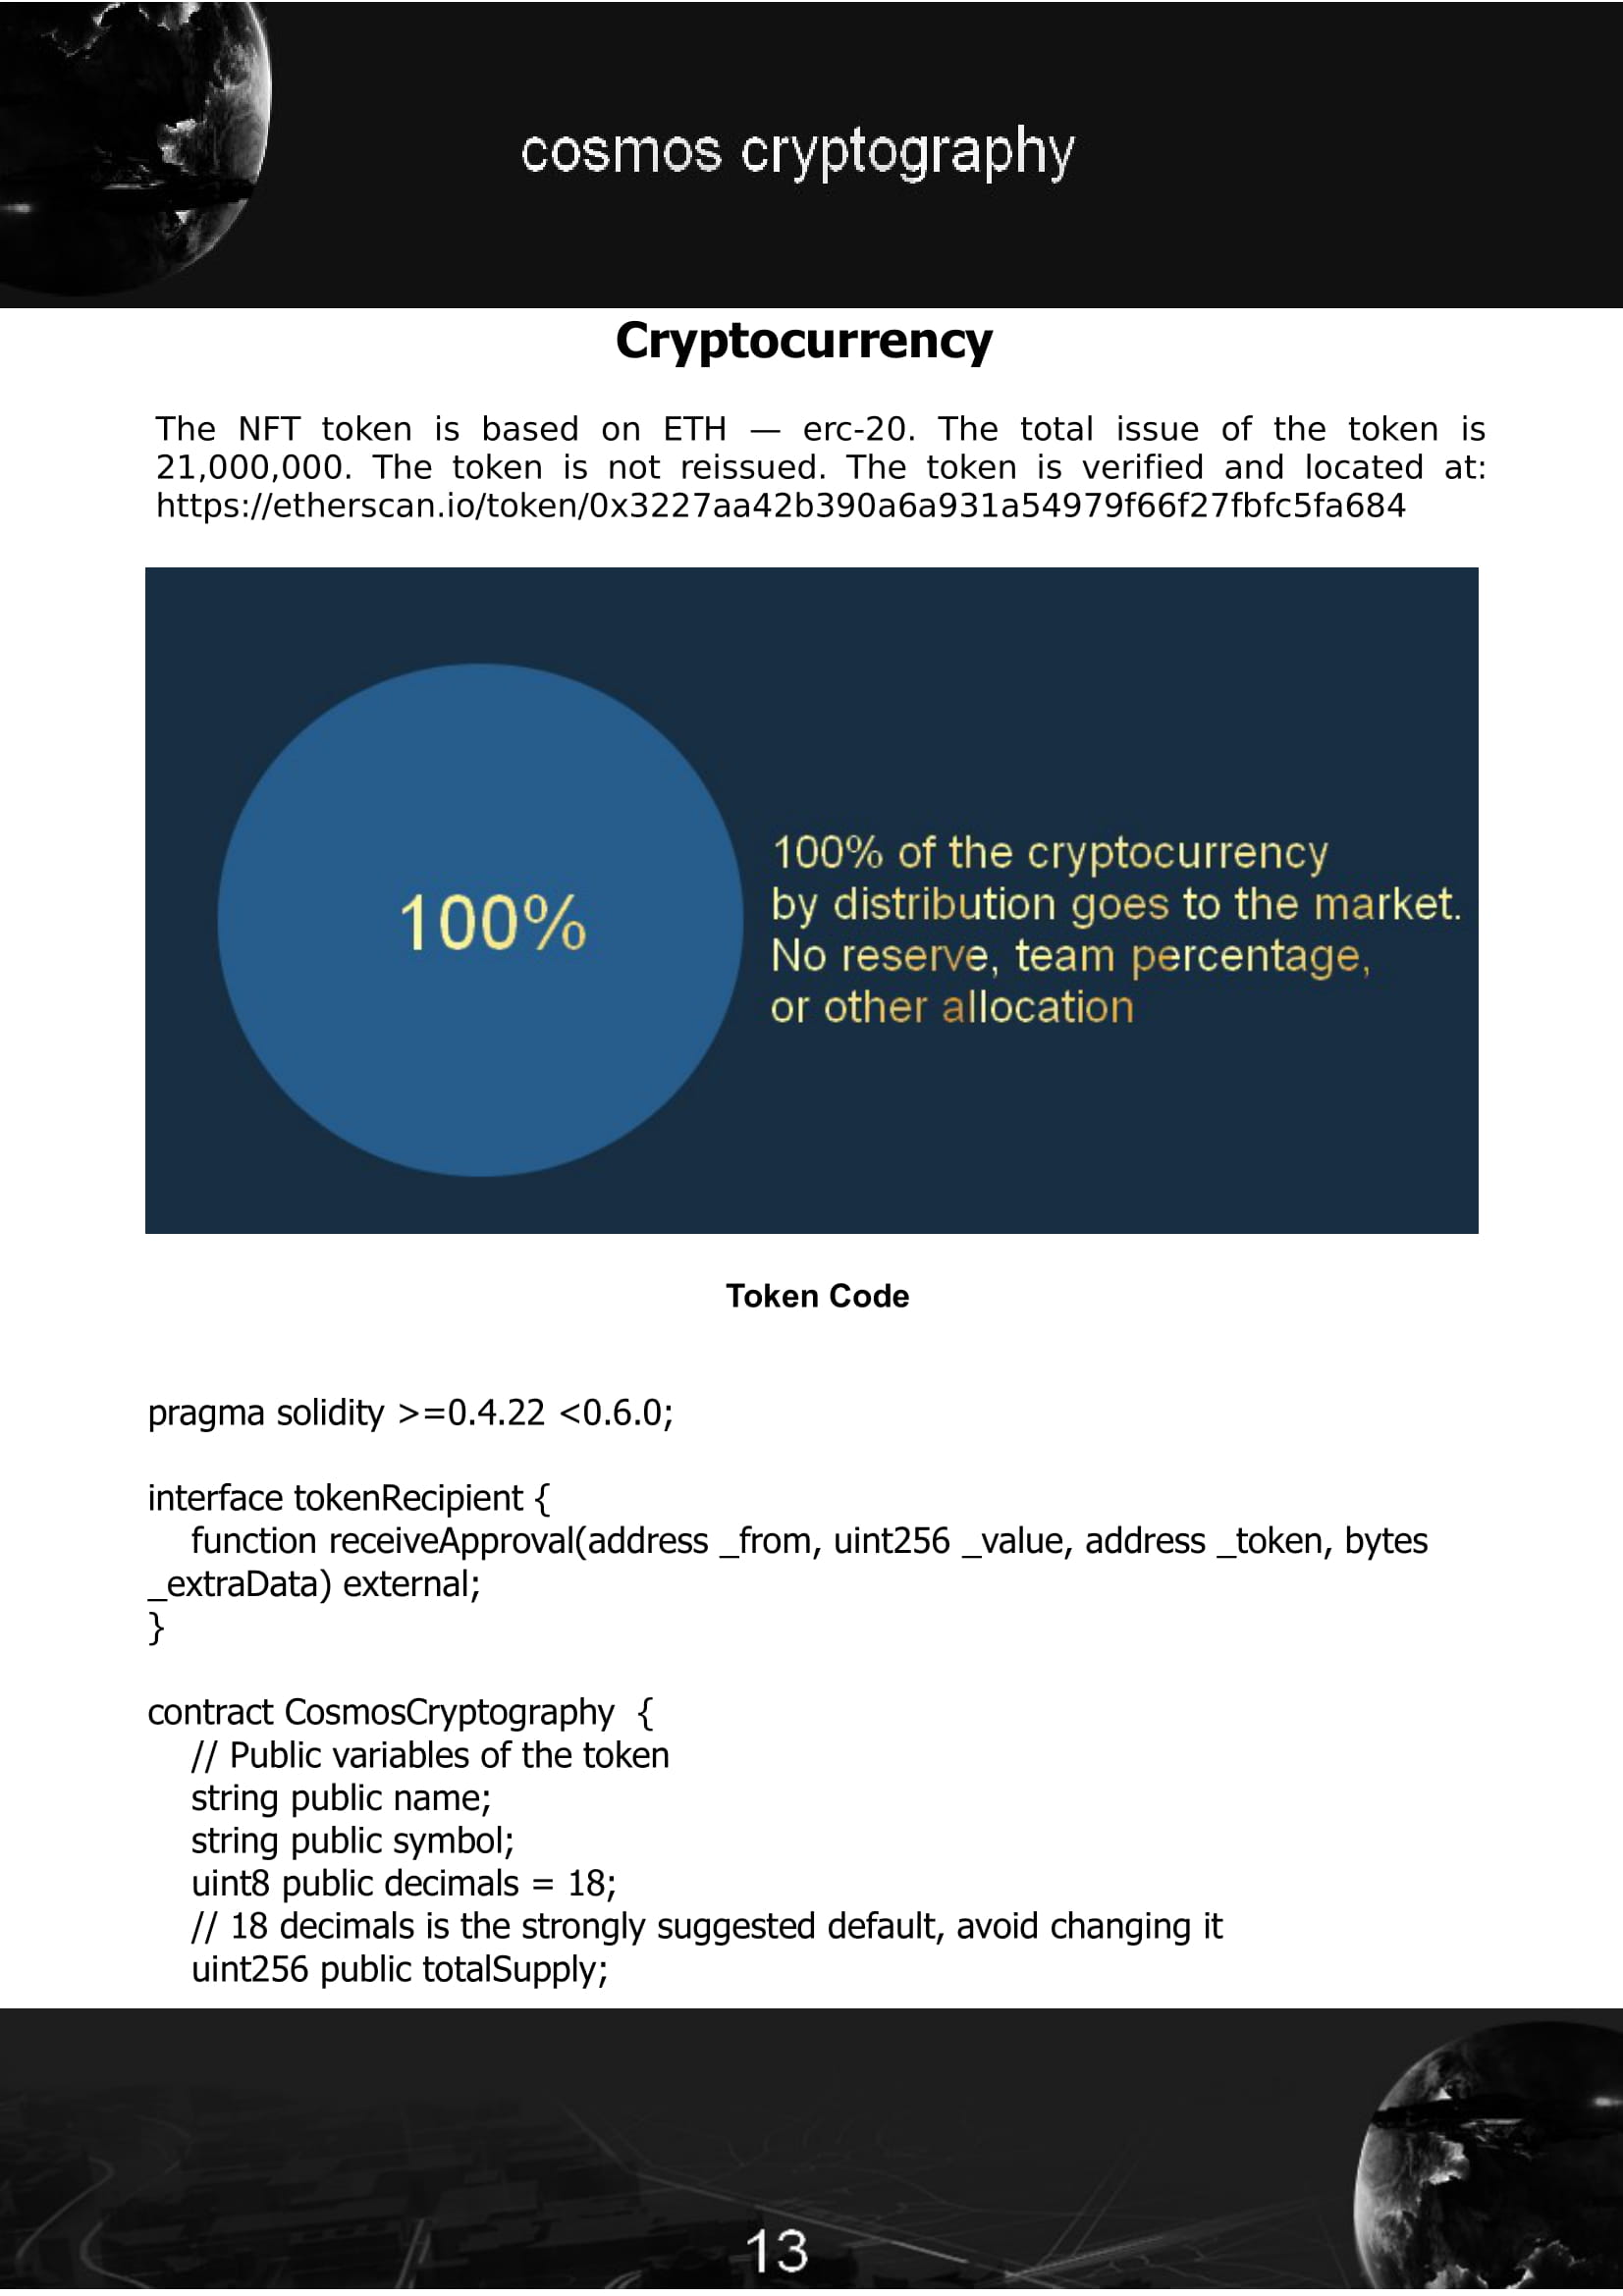 cosmos cryptography
Cryptocurrency
The NFT token is based on ETH — erc-20. The total issue of the token is
21,000,000. The token is not reissued. The token is verified and located at:
https://etherscan.io/token/0x3227aa42b390a6a931a54979f66f27fbfc5fa684
100%
100% of the cryptocurrency
by distribution goes to the market.
No reserve, team percentage,
or other allocation
Token Code
pragma solidity >=0.4.22 <0.6.0;
interface tokenRecipient {
function receiveApproval(address _from, uint256 _value, address _token, bytes
_extraData) external;
}
contract CosmosCryptography  {
// Public variables of the token
string public name;
string public symbol;
uint8 public decimals = 18;
// 18 decimals is the strongly suggested default, avoid changing it
uint256 public totalSupply;
13